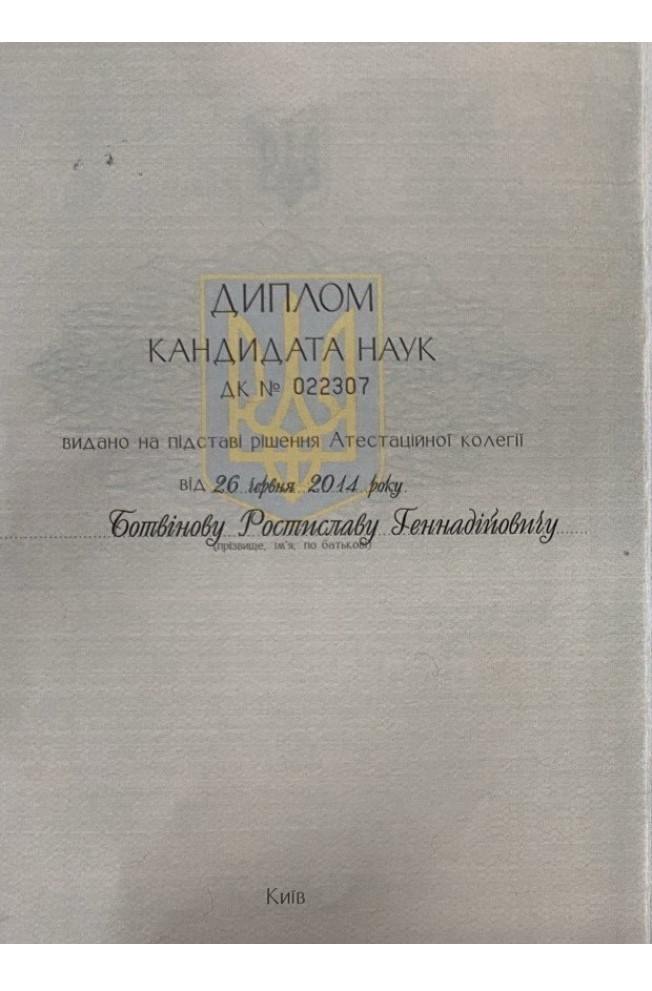 ДИПЛОМ
КАНДИДАТА НАУК
ДК № 022307
видано на підставі рішення Атестаційної колегії
від 26 червня 2014 року
Ботвінову Ростиславу Геннадійовичу
(прізвище, ім'я, по батькові)
Київ